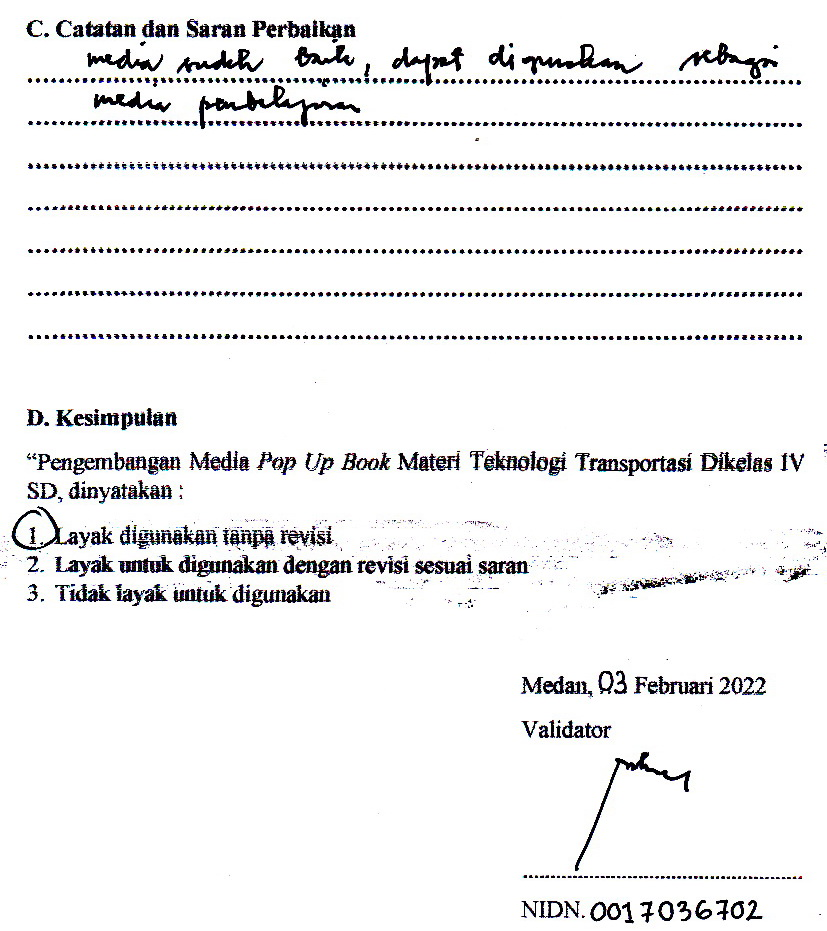 C. Catatan dan Saran Perbaikan
media sudah baik, dapat digunakan sebagai
media pembelajaran
D. Kesimpulan
“Pengembangan Media Pop Up Book Materi Teknologi Transportasi Dikelas IV
SD, dinyatakan :
1. Layak digunakan tanpa revisi
2. Layak untuk digunakan dengan revisi sesuai saran
3. Tidak layak untuk digunakan
Medan, 03 Februari 2022
Validator
NIDN. 0017036702